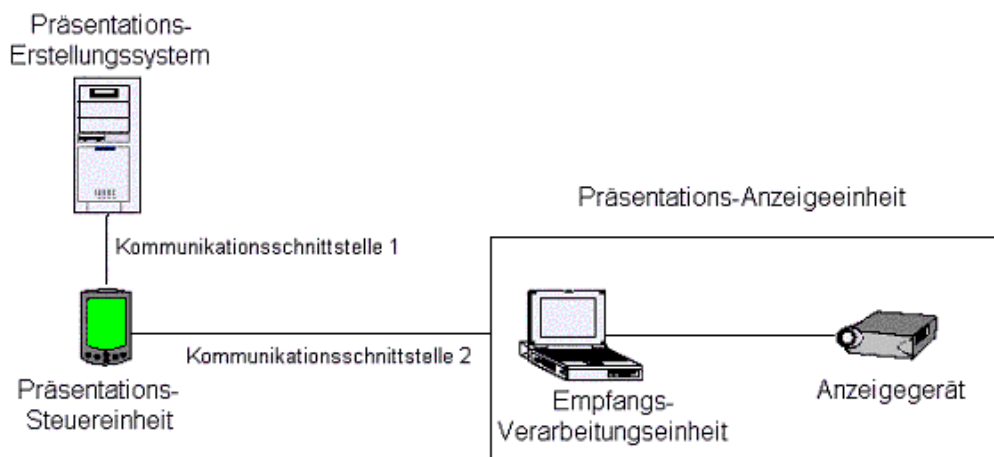 Präsentations-
Erstellungssystem
Präsentations-Anzeigeeinheit
Kommunikationsschnittstelle 1
Kommunikationsschnittstelle 2
Präsentations-
Steuereinheit
Empfangs-
Verarbeitungseinheit
Anzeigegerät